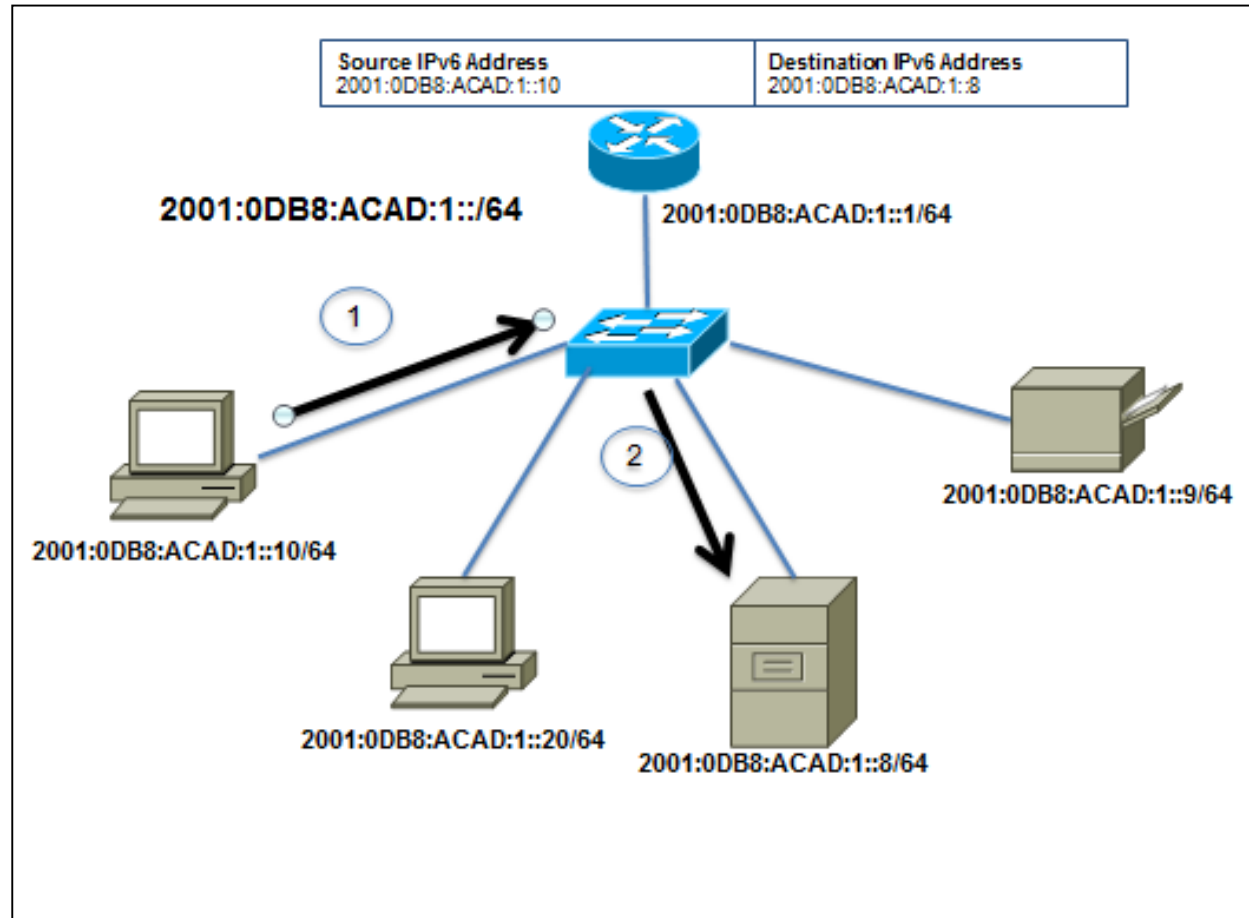 Source IPv6 Address
2001:0DB8:ACAD:1::10
Destination IPv6 Address
2001:0DB8:ACAD:1::8
2001:0DB8:ACAD:1::/64
2001:0DB8:ACAD:1::1/64
1
2
2001:0DB8:ACAD:1::9/64
2001:0DB8:ACAD:1::10/64
2001:0DB8:ACAD:1::20/64
2001:0DB8:ACAD:1::8/64